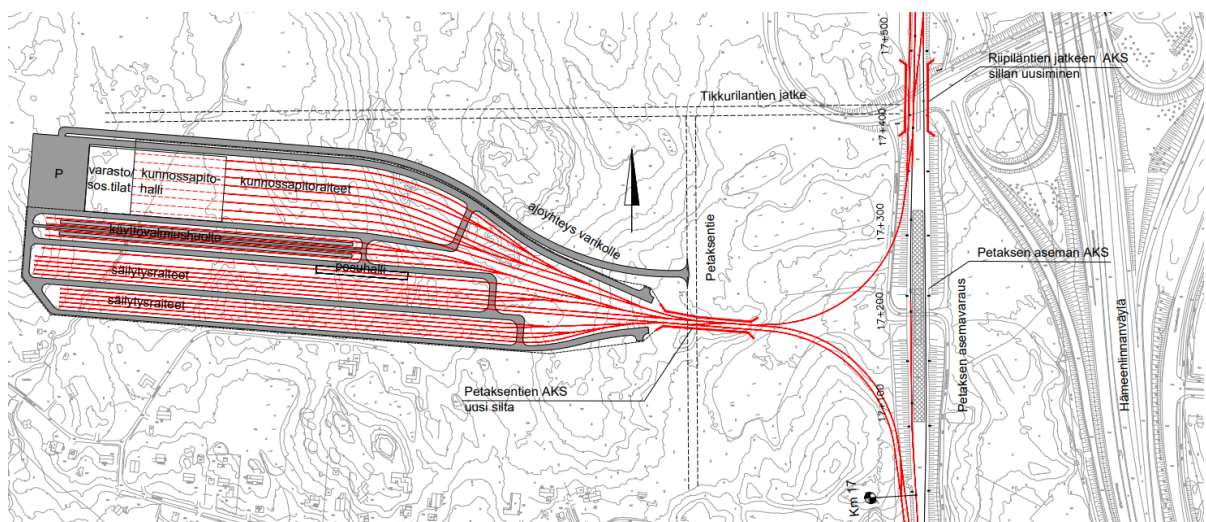 17+500
Riipiläntien jatkeen AKS
sillan uusiminen
Tikkurilantien jatke
17+400
P
varasto/
sos.tilat
kunnossapito-
halli
kunnossapitoraiteet
ajoyhteys varikolle
Petaksentie
17+300
käyttövalmiushuolto
pesuhalli
säilytysraiteet
säilytysraiteet
Petaksen aseman AKS
17+200
Petaksen asemavaraus
Hämeenlinnanväylä
Petaksentien AKS
uusi silta
17+100
Km 17